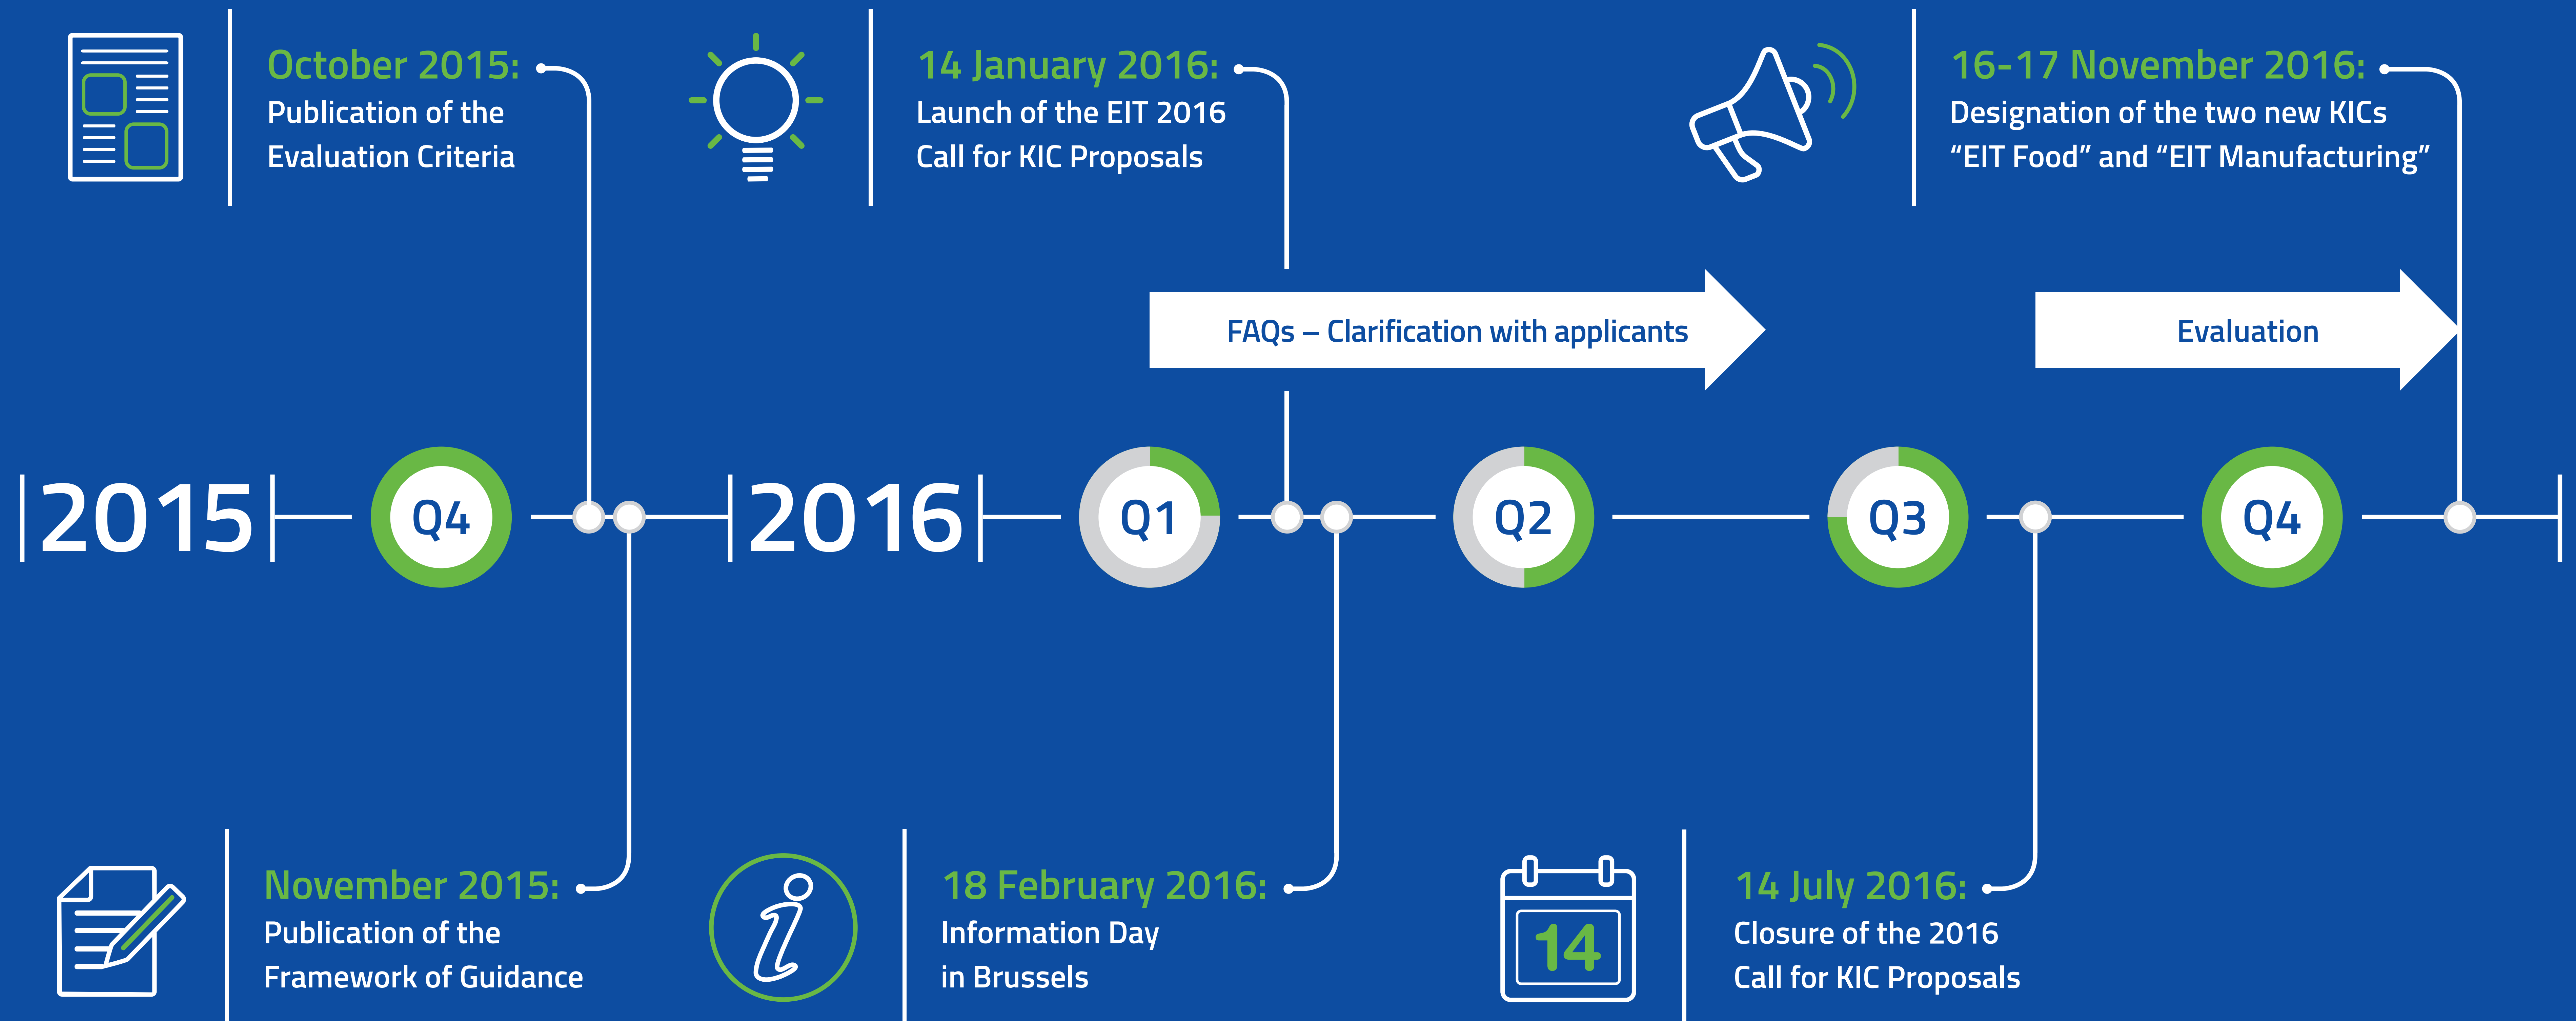 October 2015:
Publication of the
Evaluation Criteria
14 January 2016:
Launch of the EIT 2016
Call for KIC Proposals
16-17 November 2016:
Designation of the two new KICs
“EIT Food” and “EIT Manufacturing”
FAQs – Clarification with applicants
Evaluation
2015
Q4
2016
Q1
Q2
Q3
Q4
November 2015:
Publication of the
Framework of Guidance
18 February 2016:
Information Day
in Brussels
14
14 July 2016:
Closure of the 2016
Call for KIC Proposals